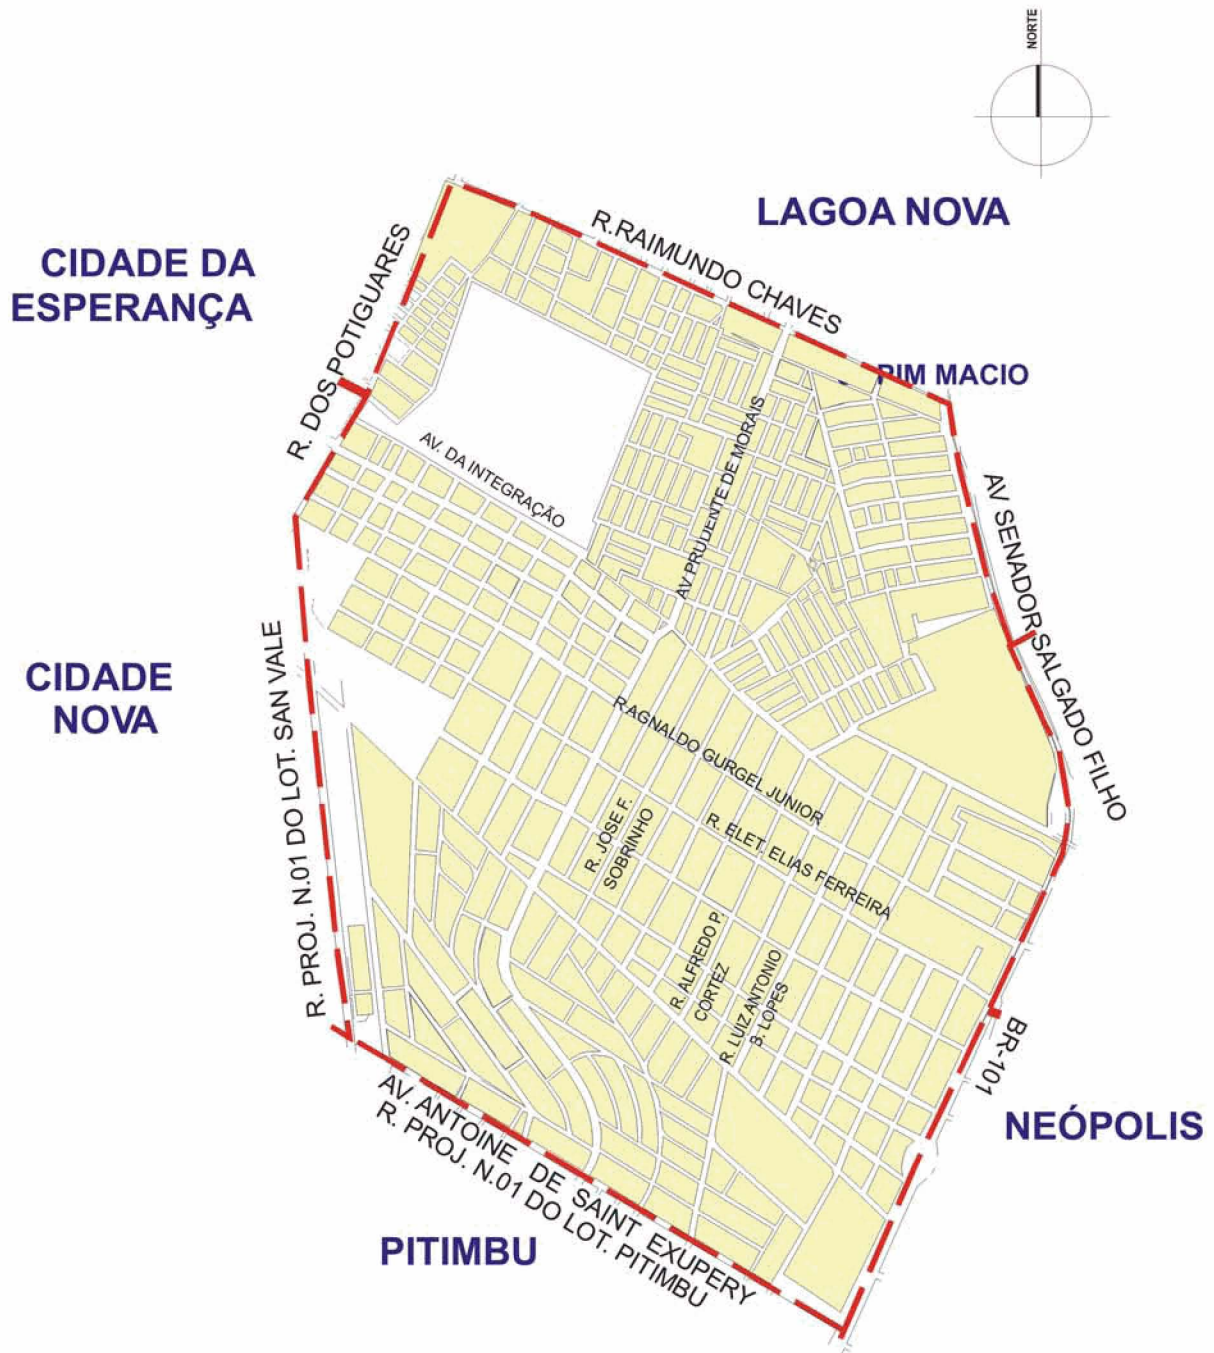 NORTE
LAGOA NOVA
CIDADE DA
ESPERANÇA
R.RAIMUNDO CHAVES
R. DOS POTIGUARES
PIM MACIO
AV. DA INTEGRAÇÃO
AV PRUDENTE DE MORAIS
AV SENADOR SALGADO FILHO
CIDADE
NOVA
R. PROJ. N.01 DO LOT. SAN VALE
RAGNALDO GURGEL JUNIOR
R. JOSE F.
SOBRINHO
R. ELET. ELIAS FERREIRA
R. ALFREDO P.
CORTEZ
R. LUIZ ANTONIO
B. LOPES
BR-101
NEÓPOLIS
AV. ANTOINE DE SAINT EXUPERY
R. PROJ. N.01 DO LOT. PITIMBU
PITIMBU